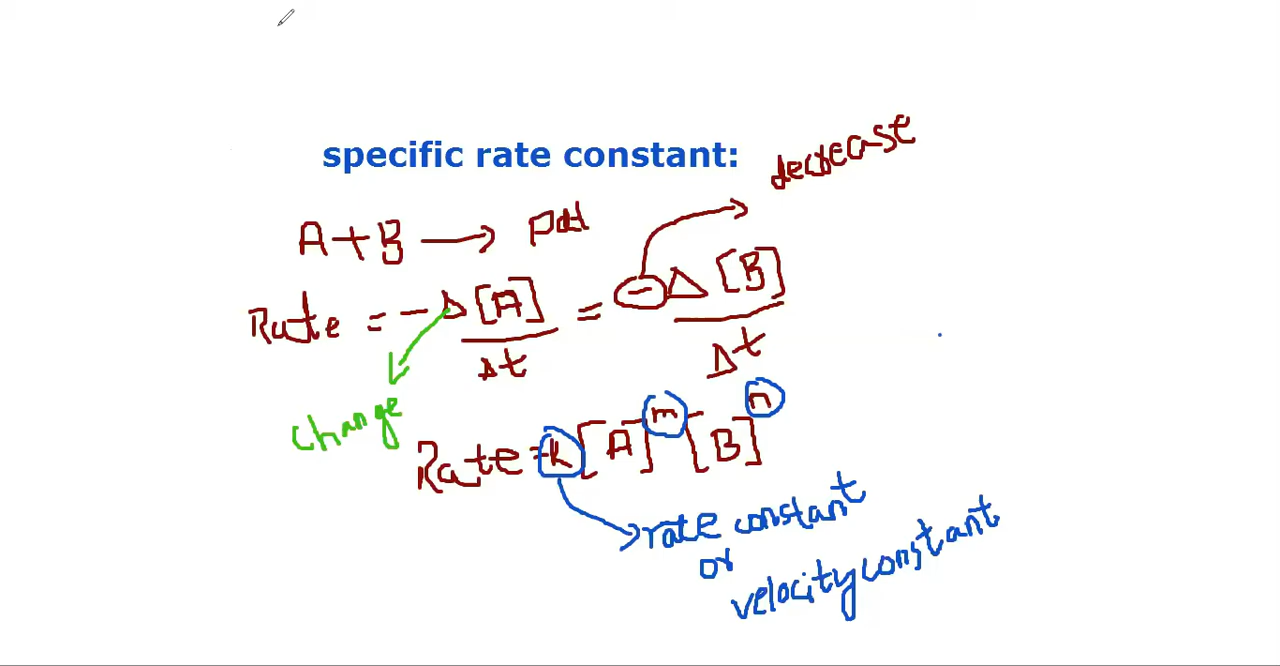 specific rate constant:
decrease
A + B → Pdt
Rate = - Δ[A] / Δt = - Δ[B] / Δt
change
Rate = k [A]^m [B]^n
rate constant
or
velocity constant